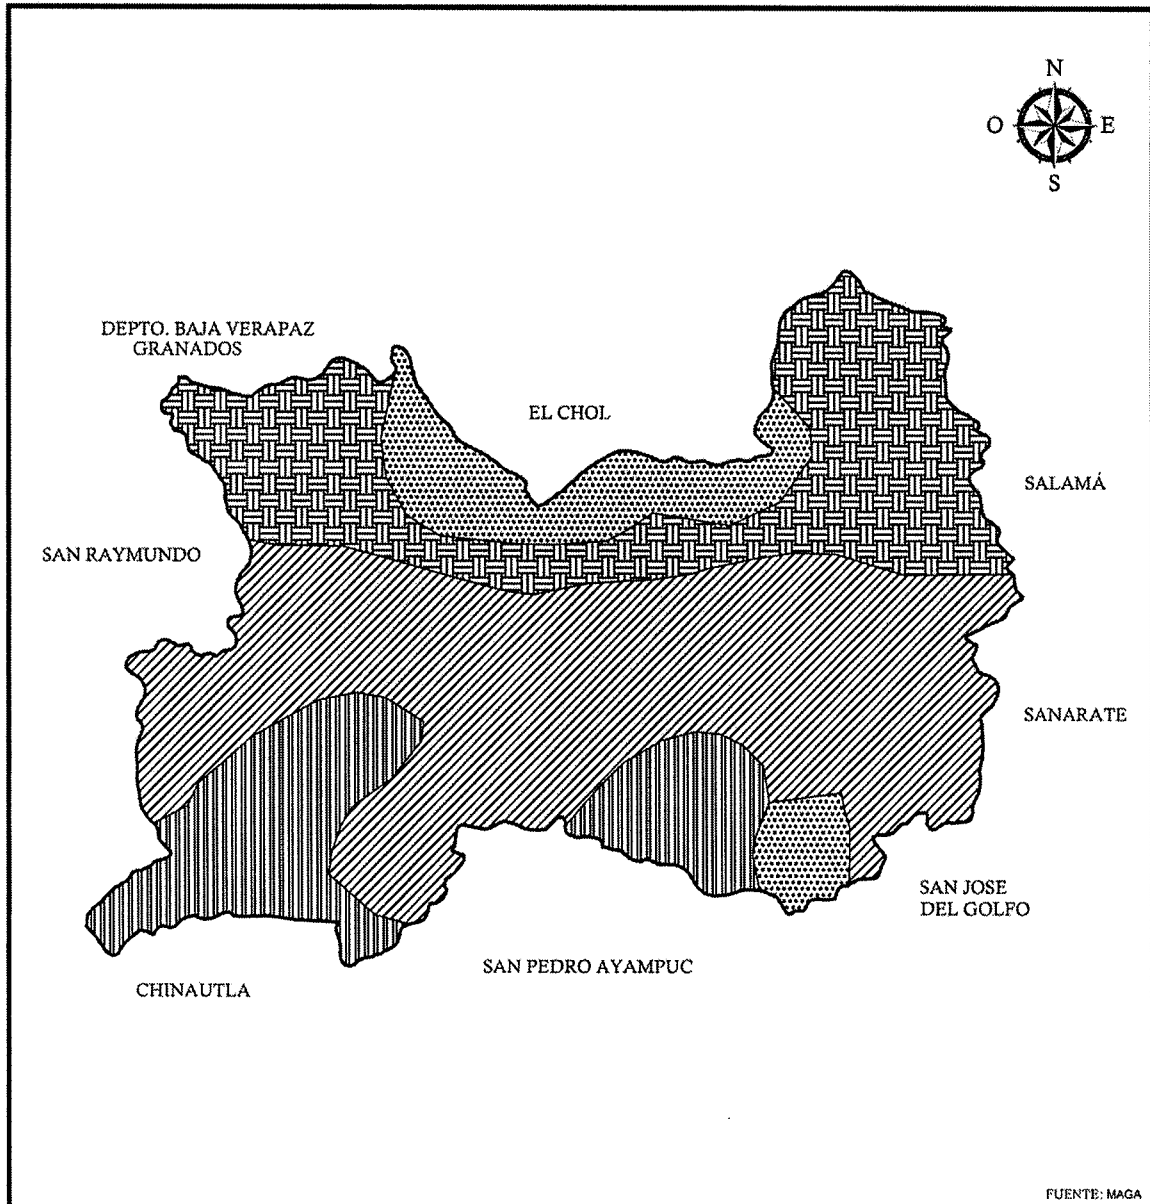 N
O E
S
DEPTO. BAJA VERAPAZ
GRANADOS
EL CHOL
SALAMÁ
SAN RAYMUNDO
SANARATE
SAN JOSE
DEL GOLFO
SAN PEDRO AYAMPUC
CHINAUTLA
FUENTE: MAGA